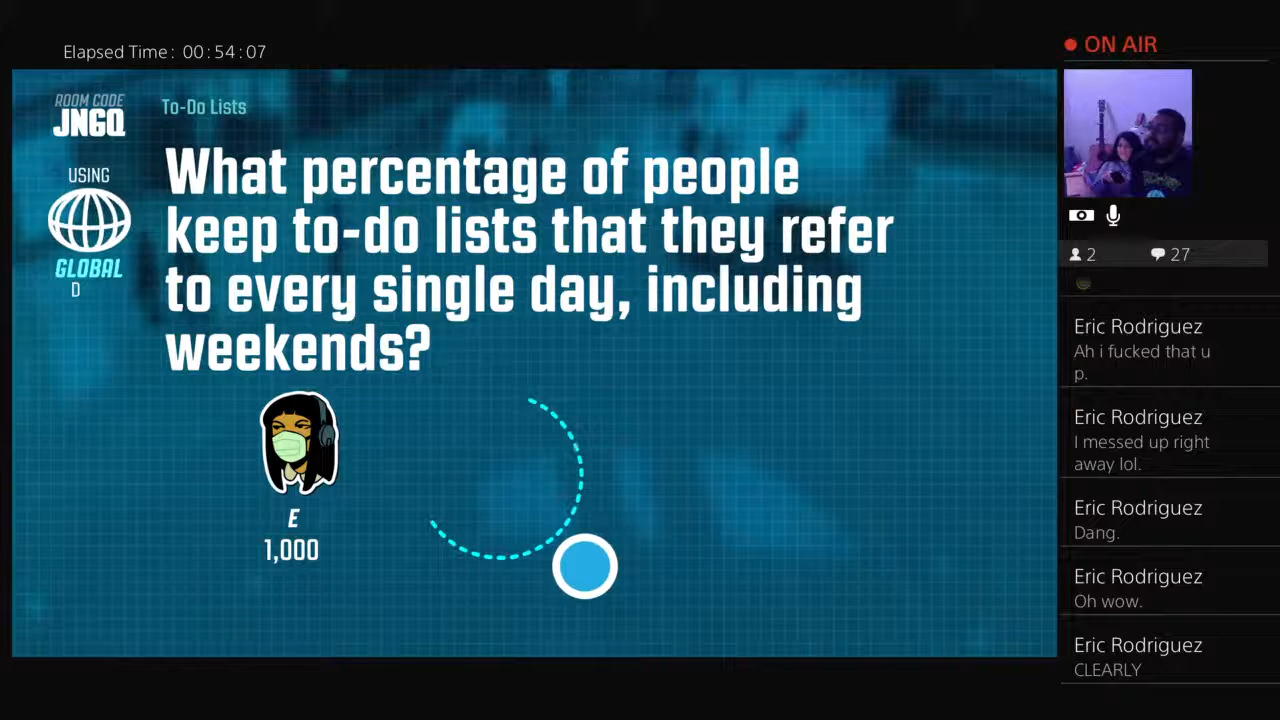 Elapsed Time: 00:54:07
ON AIR
ROOM CODE
JNGQ
To-Do Lists
USING
GLOBAL
D
What percentage of people
keep to-do lists that they refer
to every single day, including
weekends?
E
1,000
2 27
Eric Rodriguez
Ah i fucked that u
p.
Eric Rodriguez
I messed up right
away lol.
Eric Rodriguez
Dang.
Eric Rodriguez
Oh wow.
Eric Rodriguez
CLEARLY